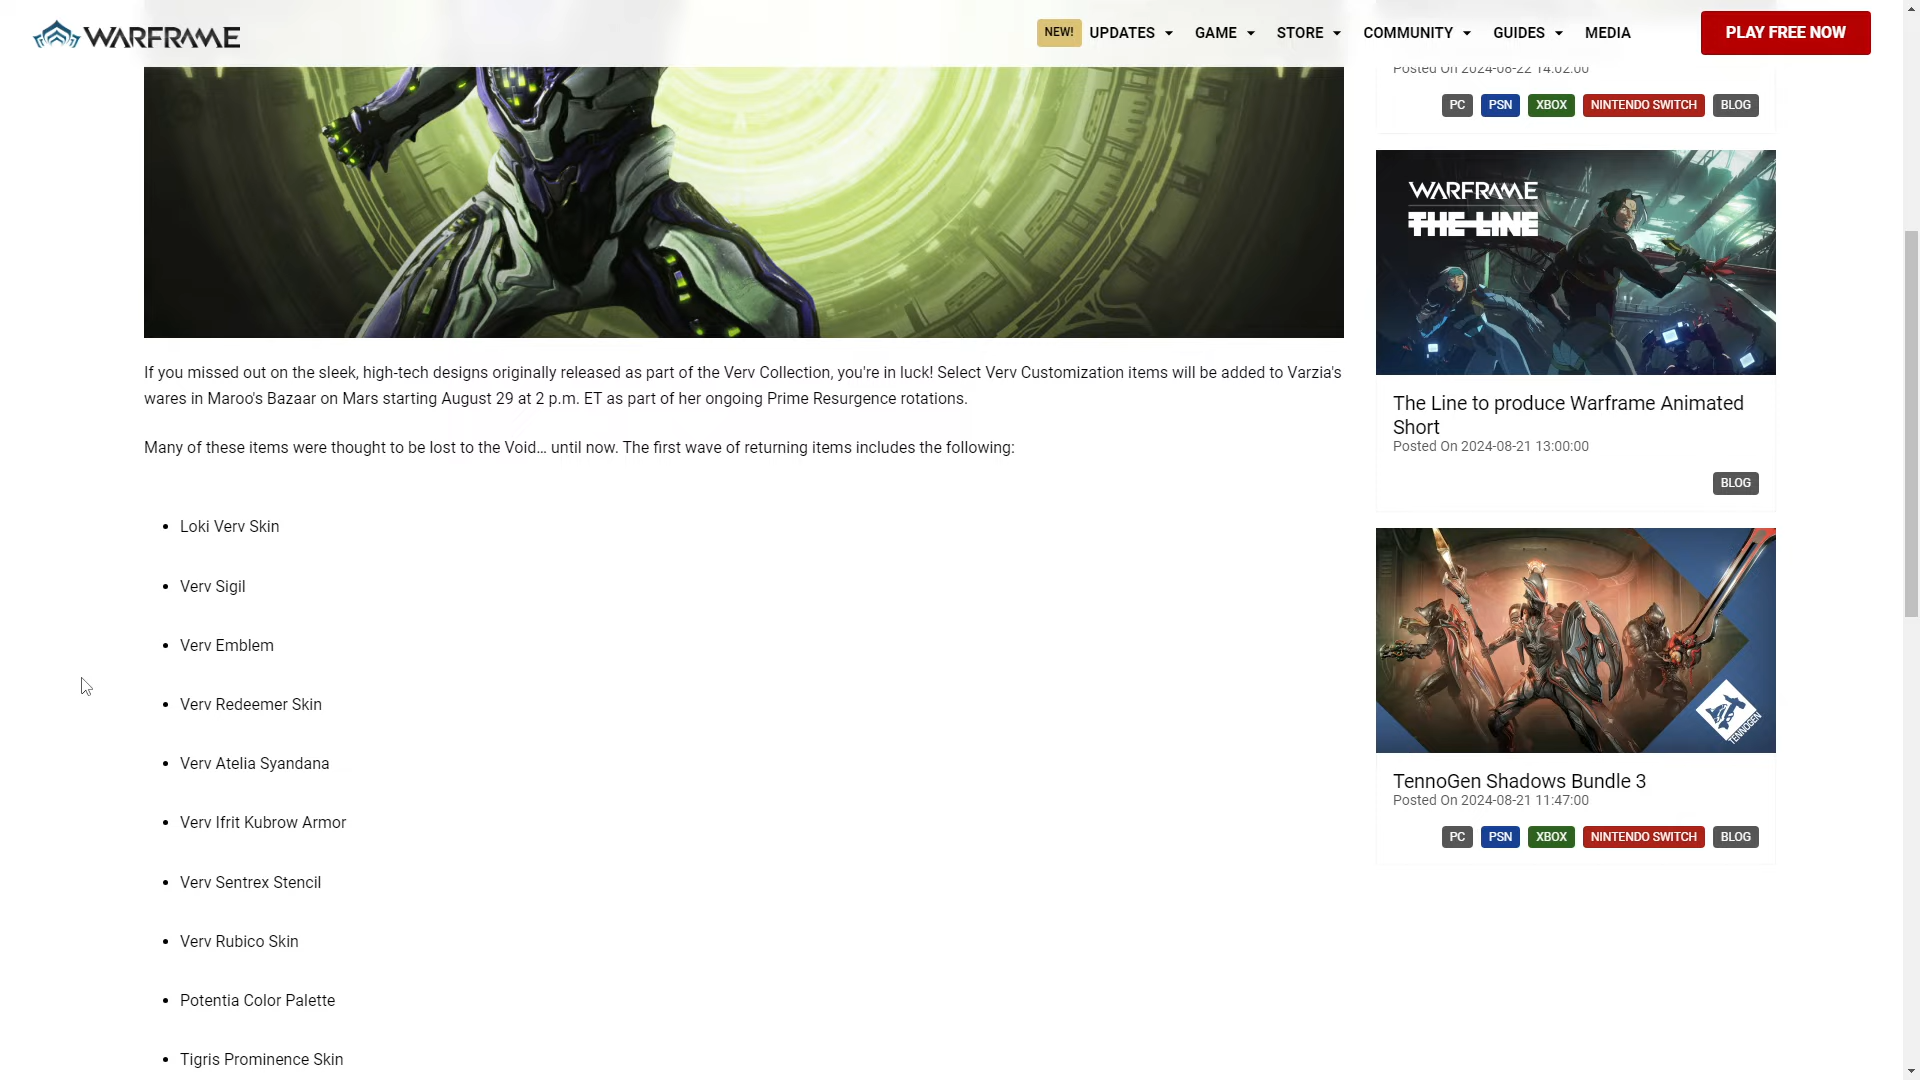 WARFRAME
NEW! UPDATES GAME STORE COMMUNITY GUIDES MEDIA PLAY FREE NOW
Posted On 2024-08-22 14:02:00
PC PSN XBOX NINTENDO SWITCH BLOG
WARFRAME
THE LINE
The Line to produce Warframe Animated
Short
Posted On 2024-08-21 13:00:00
BLOG
TENNOGEN
TennoGen Shadows Bundle 3
Posted On 2024-08-21 11:47:00
PC PSN XBOX NINTENDO SWITCH BLOG
If you missed out on the sleek, high-tech designs originally released as part of the Verv Collection, you're in luck! Select Verv Customization items will be added to Varzia's
wares in Maroo's Bazaar on Mars starting August 29 at 2 p.m. ET as part of her ongoing Prime Resurgence rotations.
Many of these items were thought to be lost to the Void… until now. The first wave of returning items includes the following:
• Loki Verv Skin
• Verv Sigil
• Verv Emblem
• Verv Redeemer Skin
• Verv Atelia Syandana
• Verv Ifrit Kubrow Armor
• Verv Sentrex Stencil
• Verv Rubico Skin
• Potentia Color Palette
• Tigris Prominence Skin